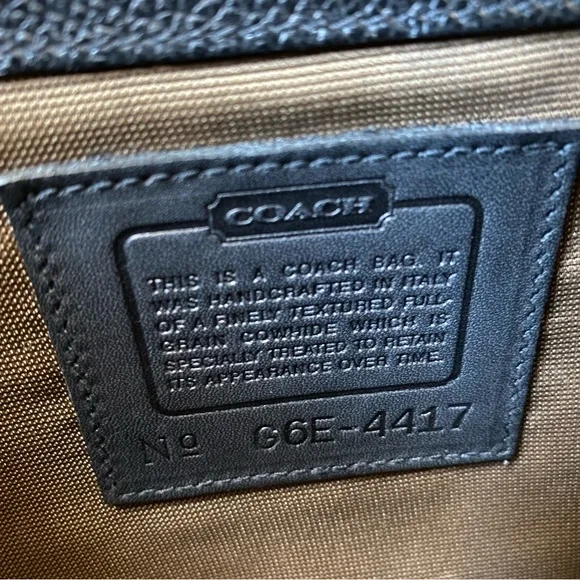 COACH
THIS IS A COACH BAG. IT
WAS HANDCRAFTED IN ITALY
OF A FINELY TEXTURED FULL-
GRAIN COWHIDE WHICH IS
SPECIALLY TREATED TO RETAIN
ITS APPEARANCE OVER TIME.
Nº G6E-4417